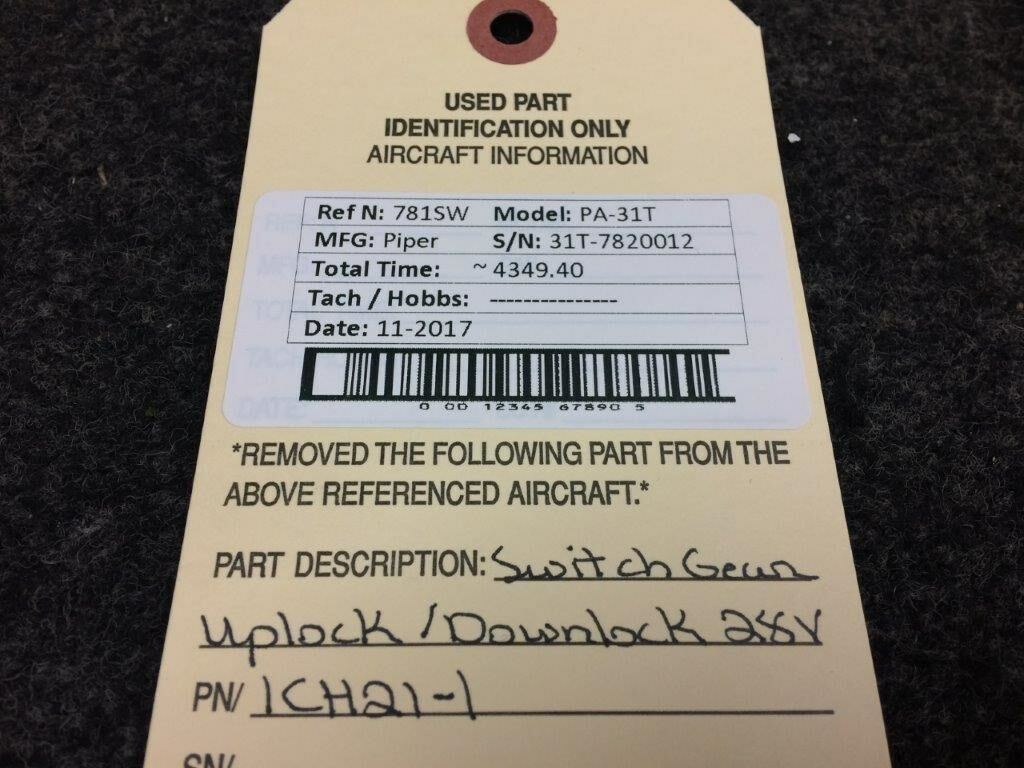 USED PART
IDENTIFICATION ONLY
AIRCRAFT INFORMATION
Ref N: 781SW Model: PA-31T
MFG: Piper S/N: 31T-7820012
Total Time: ~ 4349.40
Tach / Hobbs: ---------------
Date: 11-2017
0 00 12345 67890 5
*REMOVED THE FOLLOWING PART FROM THE
ABOVE REFERENCED AIRCRAFT.*
PART DESCRIPTION: Switch Gear
Uplock / Downlock 28V
PN/ 1CH21-1
SN/